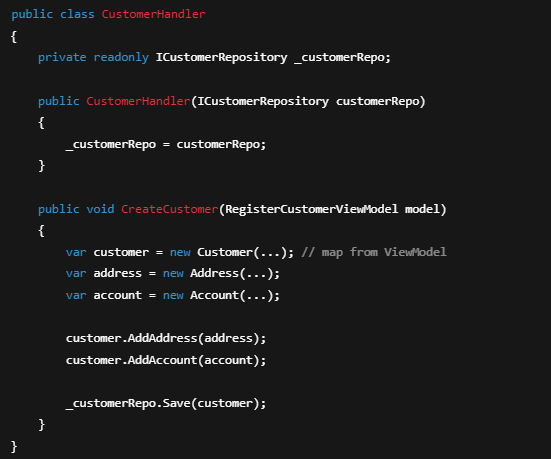 public class CustomerHandler
{
    private readonly ICustomerRepository _customerRepo;
    public CustomerHandler(ICustomerRepository customerRepo)
    {
        _customerRepo = customerRepo;
    }
    public void CreateCustomer(RegisterCustomerViewModel model)
    {
        var customer = new Customer(...); // map from ViewModel
        var address = new Address(...);
        var account = new Account(...);
        customer.AddAddress(address);
        customer.AddAccount(account);
        _customerRepo.Save(customer);
    }
}